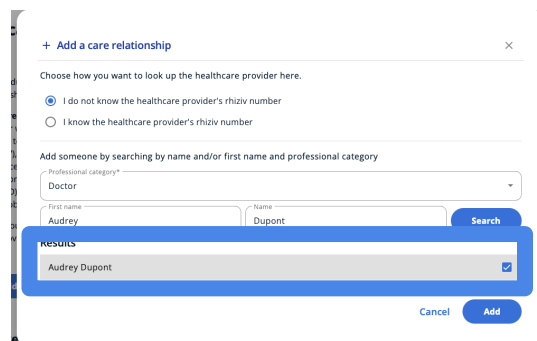 + Add a care relationship
Choose how you want to look up the healthcare provider here.
I do not know the healthcare provider's rhiziv number
I know the healthcare provider's rhiziv number
Add someone by searching by name and/or first name and professional category
Professional category*
Doctor
First name
Name
Audrey
Dupont
Search
Results
Audrey Dupont
Cancel
Add